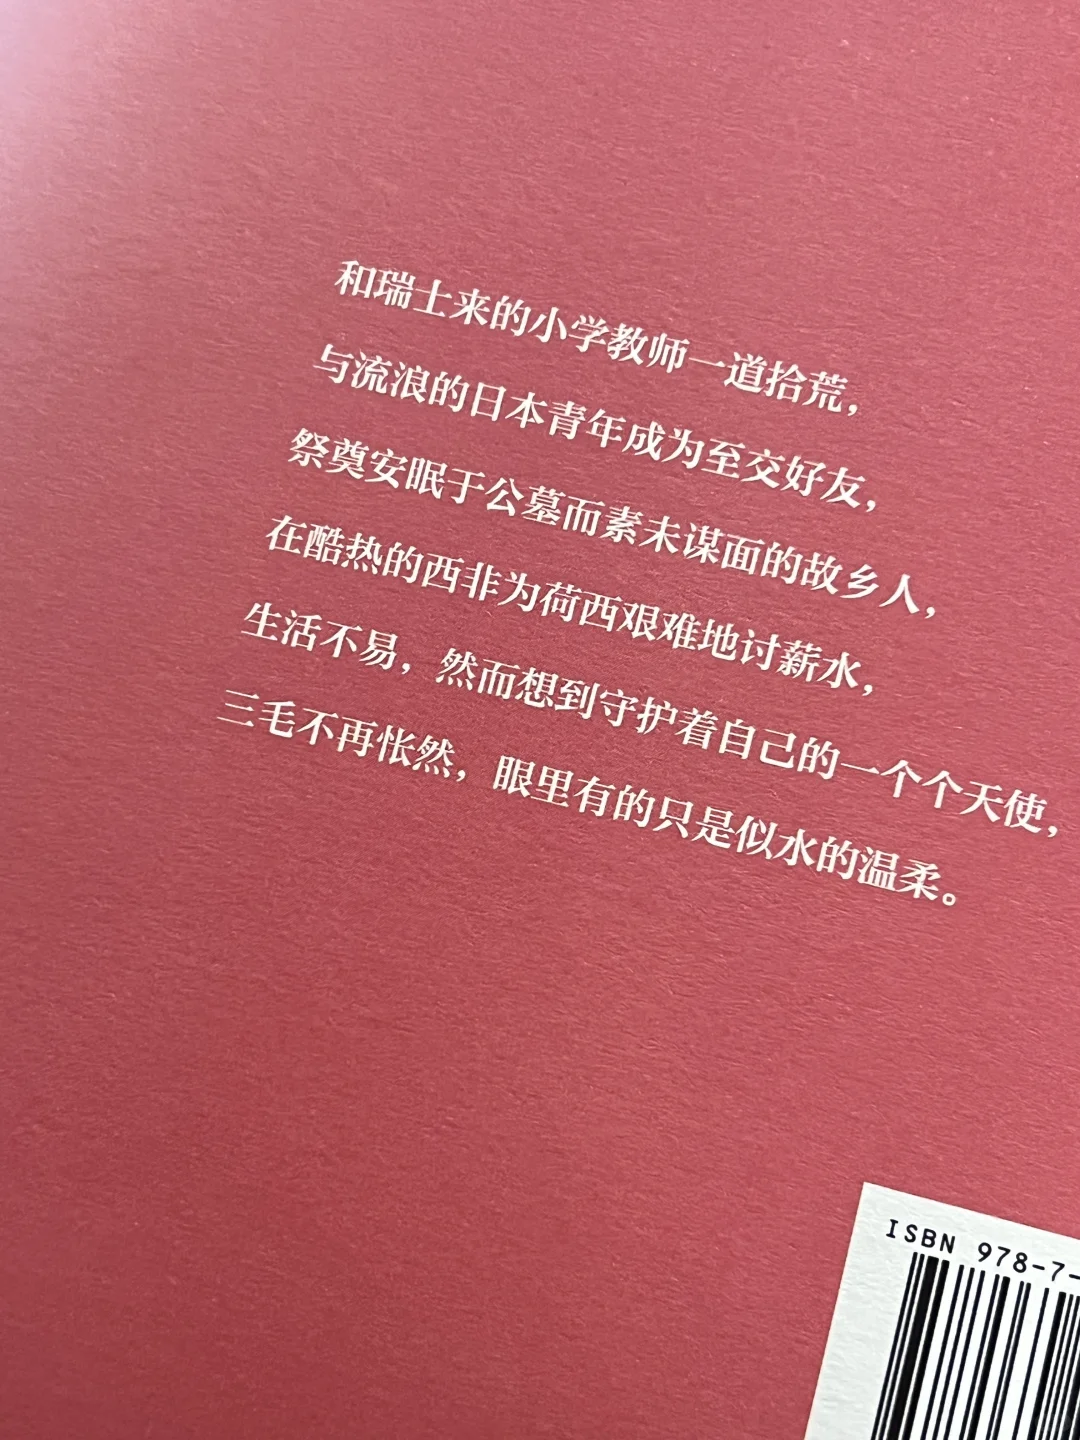 和瑞士来的小学教师一道拾荒，
与流浪的日本青年成为至交好友，
祭奠安眠于公墓而素未谋面的故乡人，
在酷热的西非为荷西艰难地讨薪水，
生活不易，然而想到守护着自己的一个个天使，
三毛不再怅然，眼里有的只是似水的温柔。
ISBN 978-7-